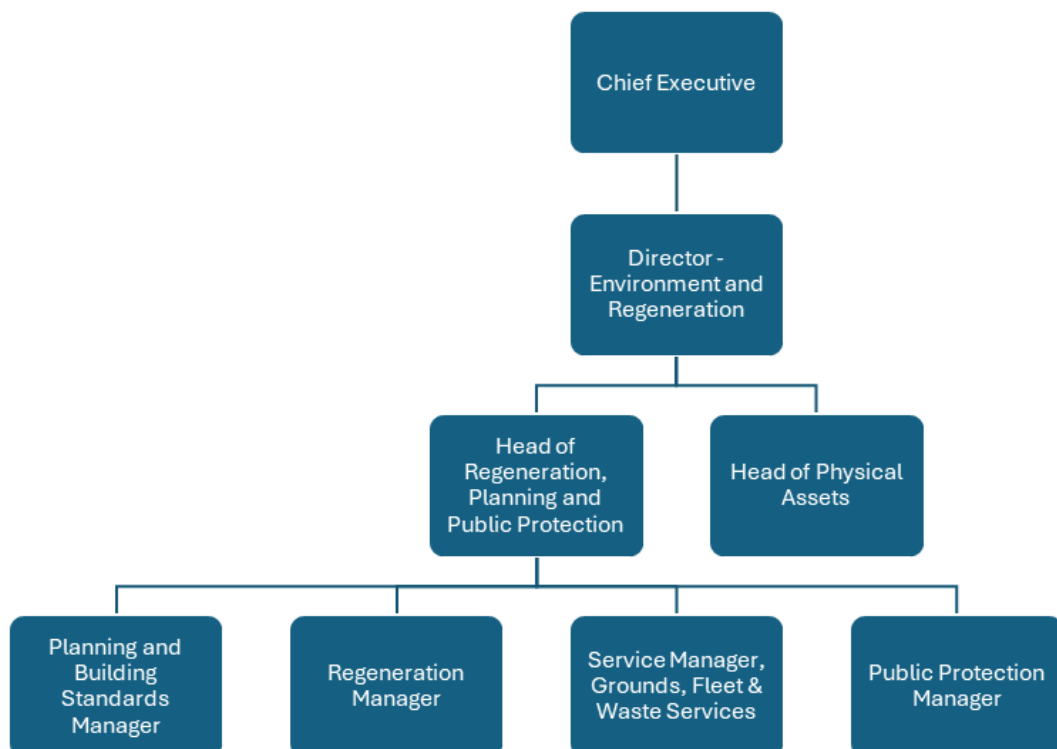 Chief Executive
Director -
Environment and
Regeneration
Head of
Regeneration,
Planning and
Public Protection
Head of Physical
Assets
Planning and
Building
Standards
Manager
Regeneration
Manager
Service Manager,
Grounds, Fleet &
Waste Services
Public Protection
Manager